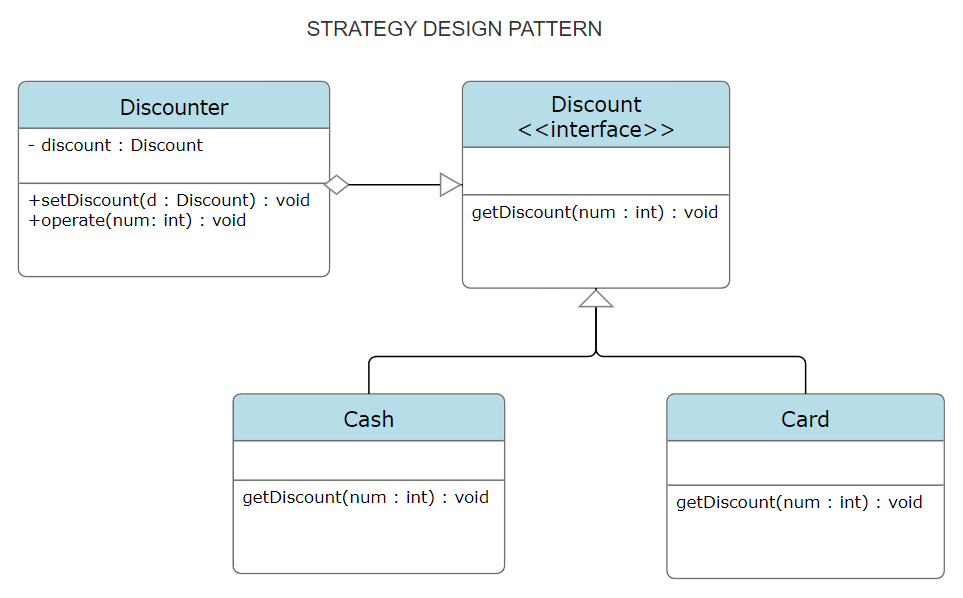 STRATEGY DESIGN PATTERN
Discounter
- discount : Discount
+setDiscount(d : Discount) : void
+operate(num: int) : void
Discount
<<interface>>
getDiscount(num : int) : void
Cash
getDiscount(num : int) : void
Card
getDiscount(num : int) : void